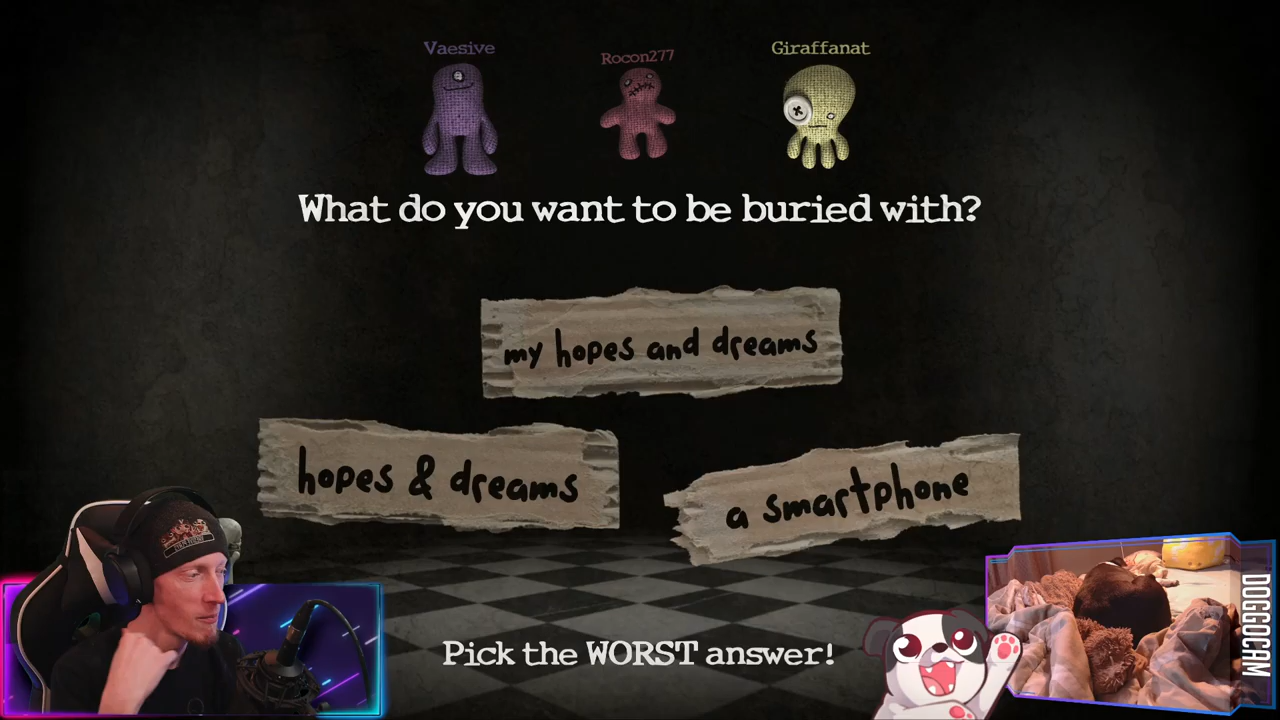 Vaesive
Rocon277
Giraffanat
What do you want to be buried with?
my hopes and dreams
hopes & dreams
a smartphone
Pick the WORST answer!
DOGGOCAM